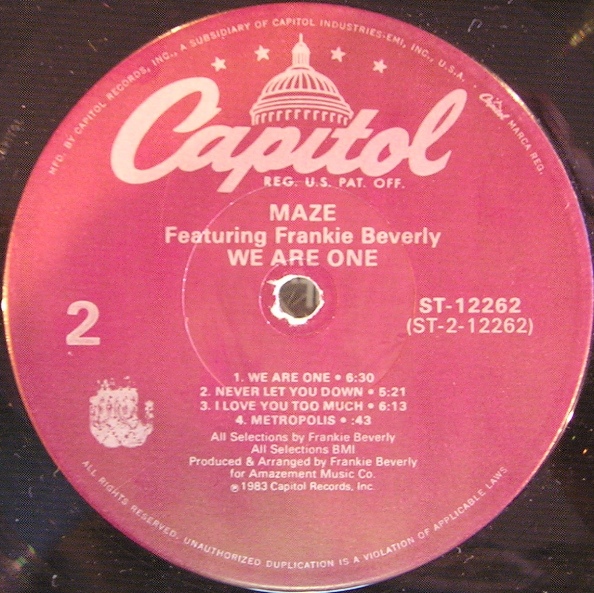 MFD. BY CAPITOL RECORDS, INC., A SUBSIDIARY OF CAPITOL INDUSTRIES-EMI, INC., U.S.A. • Capitol MARCA REG.
Capitol
REG. U.S. PAT. OFF.
MAZE
Featuring Frankie Beverly
WE ARE ONE
2
ST-12262
(ST-2-12262)
1. WE ARE ONE • 6:30
2. NEVER LET YOU DOWN • 5:21
3. I LOVE YOU TOO MUCH • 6:13
4. METROPOLIS • :43
All Selections by Frankie Beverly
All Selections BMI
Produced & Arranged by Frankie Beverly
for Amazement Music Co.
℗1983 Capitol Records, Inc.
ALL RIGHTS RESERVED. UNAUTHORIZED DUPLICATION IS A VIOLATION OF APPLICABLE LAWS